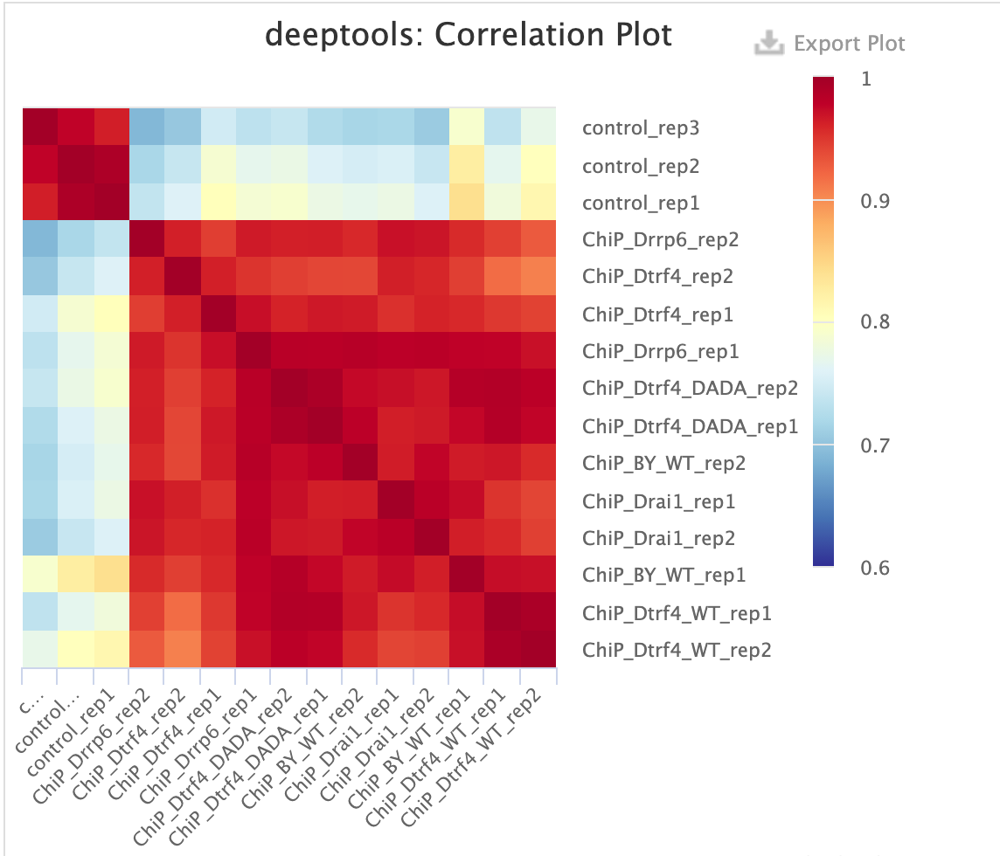 deeptools: Correlation Plot
Export Plot
1
0.9
0.8
0.7
0.6
control_rep3
control_rep2
control_rep1
ChiP_Drrp6_rep2
ChiP_Dtrf4_rep2
ChiP_Dtrf4_rep1
ChiP_Drrp6_rep1
ChiP_Dtrf4_DADA_rep2
ChiP_Dtrf4_DADA_rep1
ChiP_BY_WT_rep2
ChiP_Drai1_rep1
ChiP_Drai1_rep2
ChiP_BY_WT_rep1
ChiP_Dtrf4_WT_rep1
ChiP_Dtrf4_WT_rep2
c...
control...
control_rep1
ChiP_Drrp6_rep2
ChiP_Dtrf4_rep2
ChiP_Dtrf4_rep1
ChiP_Drrp6_rep1
ChiP_Dtrf4_DADA_rep2
ChiP_Dtrf4_DADA_rep1
ChiP_BY_WT_rep2
ChiP_Drai1_rep1
ChiP_Drai1_rep2
ChiP_BY_WT_rep1
ChiP_Dtrf4_WT_rep1
ChiP_Dtrf4_WT_rep2